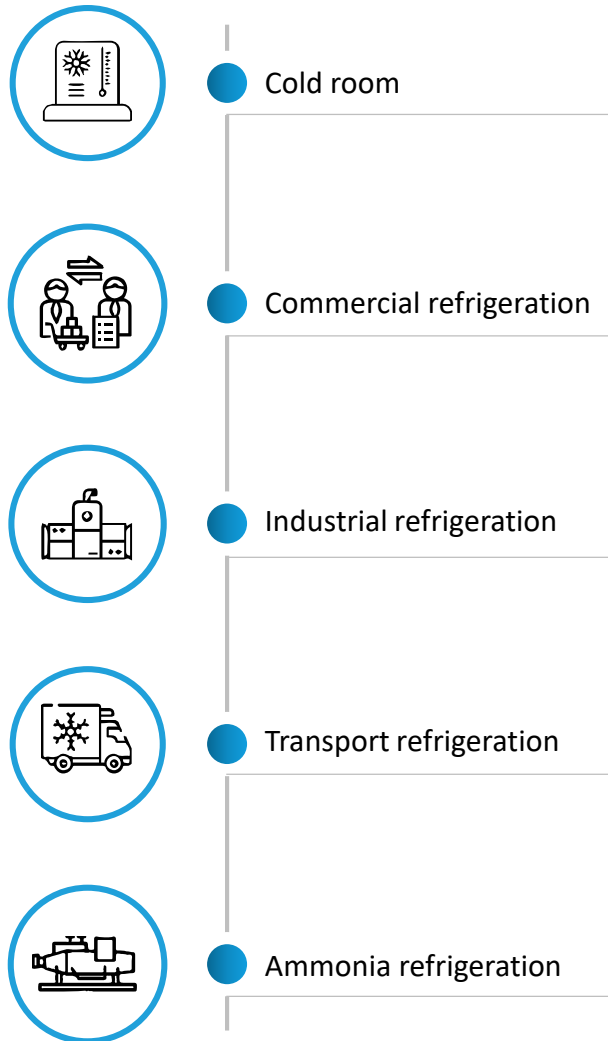 Cold room
Commercial refrigeration
Industrial refrigeration
Transport refrigeration
Ammonia refrigeration